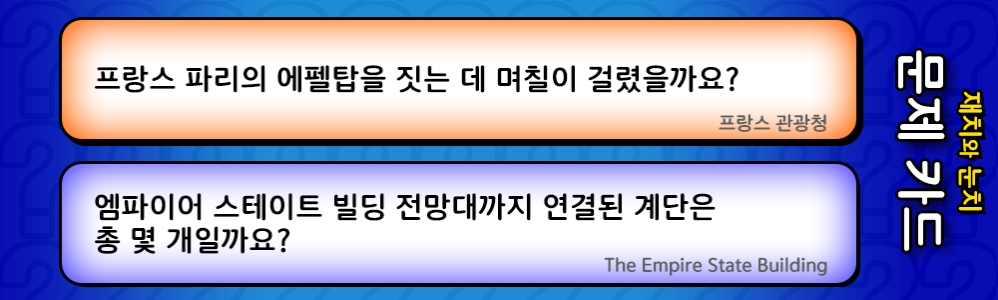 프랑스 파리의 에펠탑을 짓는 데 며칠이 걸렸을까요?
프랑스 관광청
엠파이어 스테이트 빌딩 전망대까지 연결된 계단은
총 몇 개일까요?
The Empire State Building
재치와 눈치
문제 카드